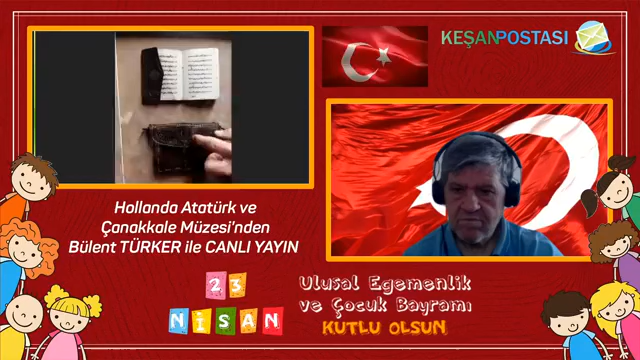 KEŞANPOSTASI
Hollanda Atatürk ve
Çanakkale Müzesi'nden
Bülent TÜRKER ile CANLI YAYIN
23
NİSAN
Ulusal Egemenlik
ve Çocuk Bayramı
KUTLU OLSUN